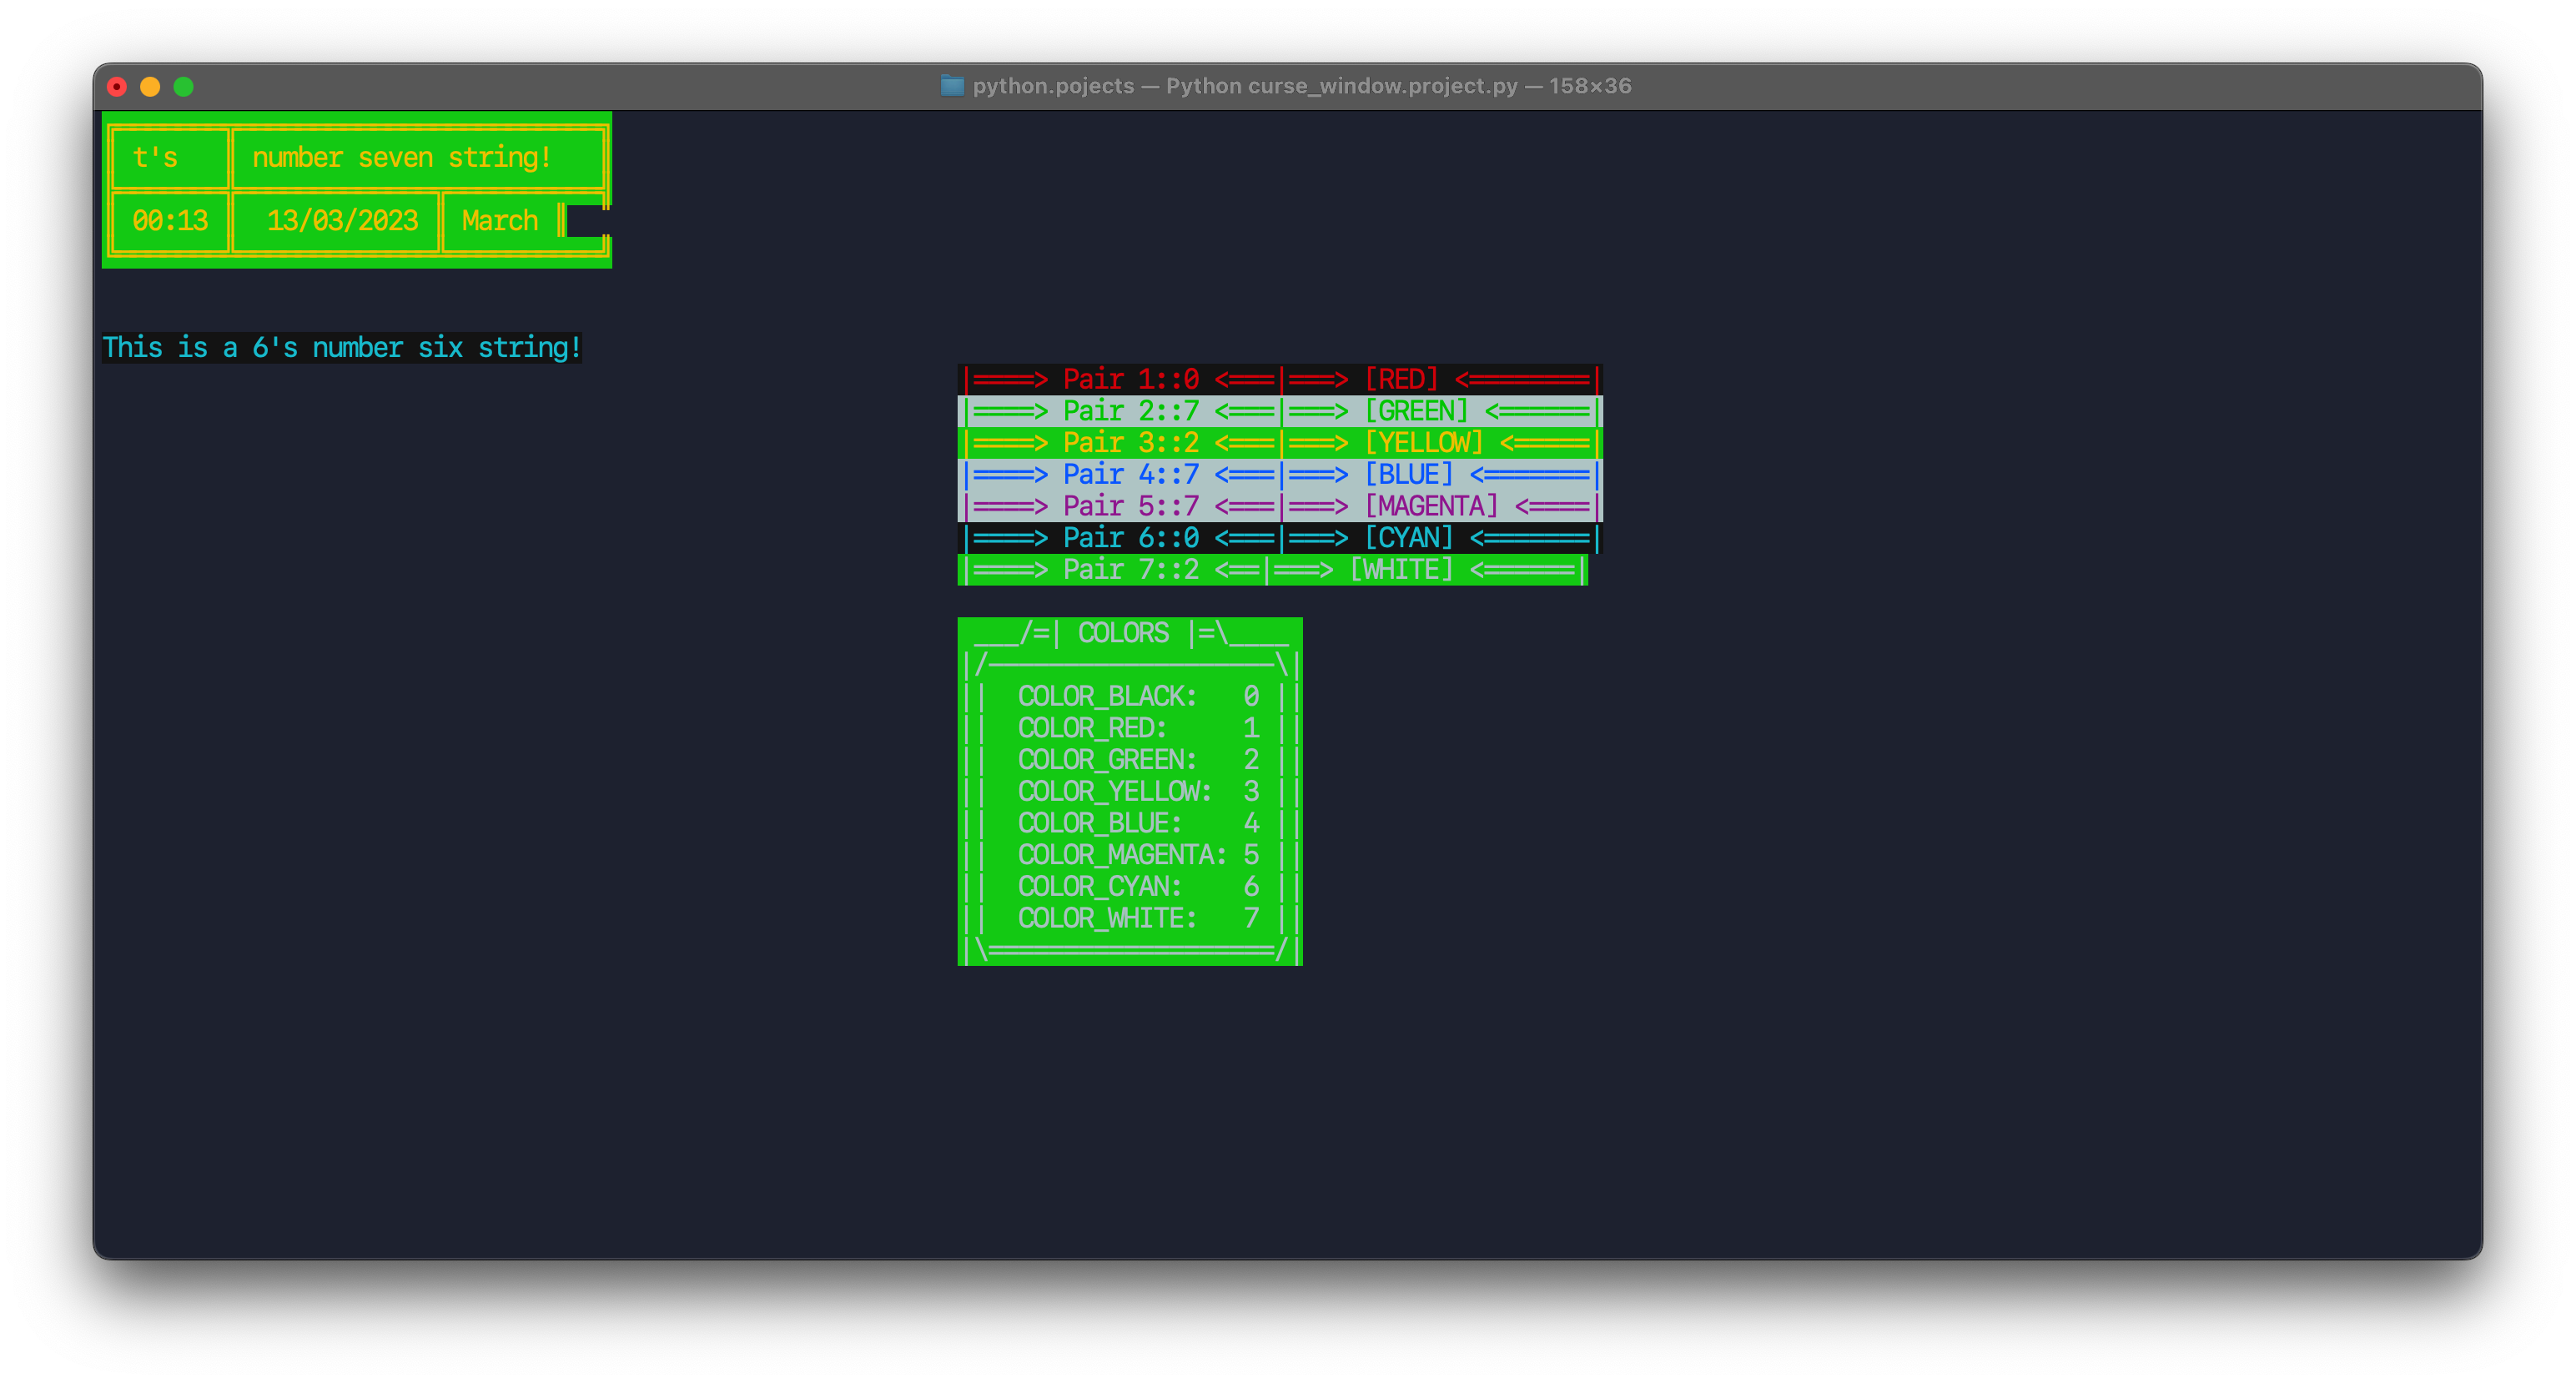 python.pojects — Python curse_window.project.py — 158×36
t's ║ number seven string!
║ 00:13 ║ 13/03/2023 ║ March ║
This is a 6's number six string!
|====> Pair 1::0 <===|===> [RED] <========|
|====> Pair 2::7 <===|===> [GREEN] <======|
|====> Pair 3::2 <===|===> [YELLOW] <=====|
|====> Pair 4::7 <===|===> [BLUE] <=======|
|====> Pair 5::7 <===|===> [MAGENTA] <====|
|====> Pair 6::0 <===|===> [CYAN] <=======|
|====> Pair 7::2 <==|===> [WHITE] <======|
___/=| COLORS |=\____
|/-------------------\|
|| COLOR_BLACK: 0 ||
|| COLOR_RED: 1 ||
|| COLOR_GREEN: 2 ||
|| COLOR_YELLOW: 3 ||
|| COLOR_BLUE: 4 ||
|| COLOR_MAGENTA: 5 ||
|| COLOR_CYAN: 6 ||
|| COLOR_WHITE: 7 ||
|\===================/|